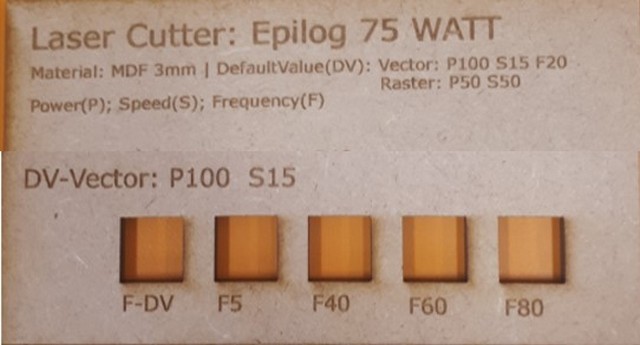 Laser Cutter: Epilog 75 WATT
Material: MDF 3mm | DefaultValue(DV): Vector: P100 S15 F20
Raster: P50 S50
Power(P); Speed(S); Frequency(F)
DV-Vector: P100 S15
F-DV F5 F40 F60 F80